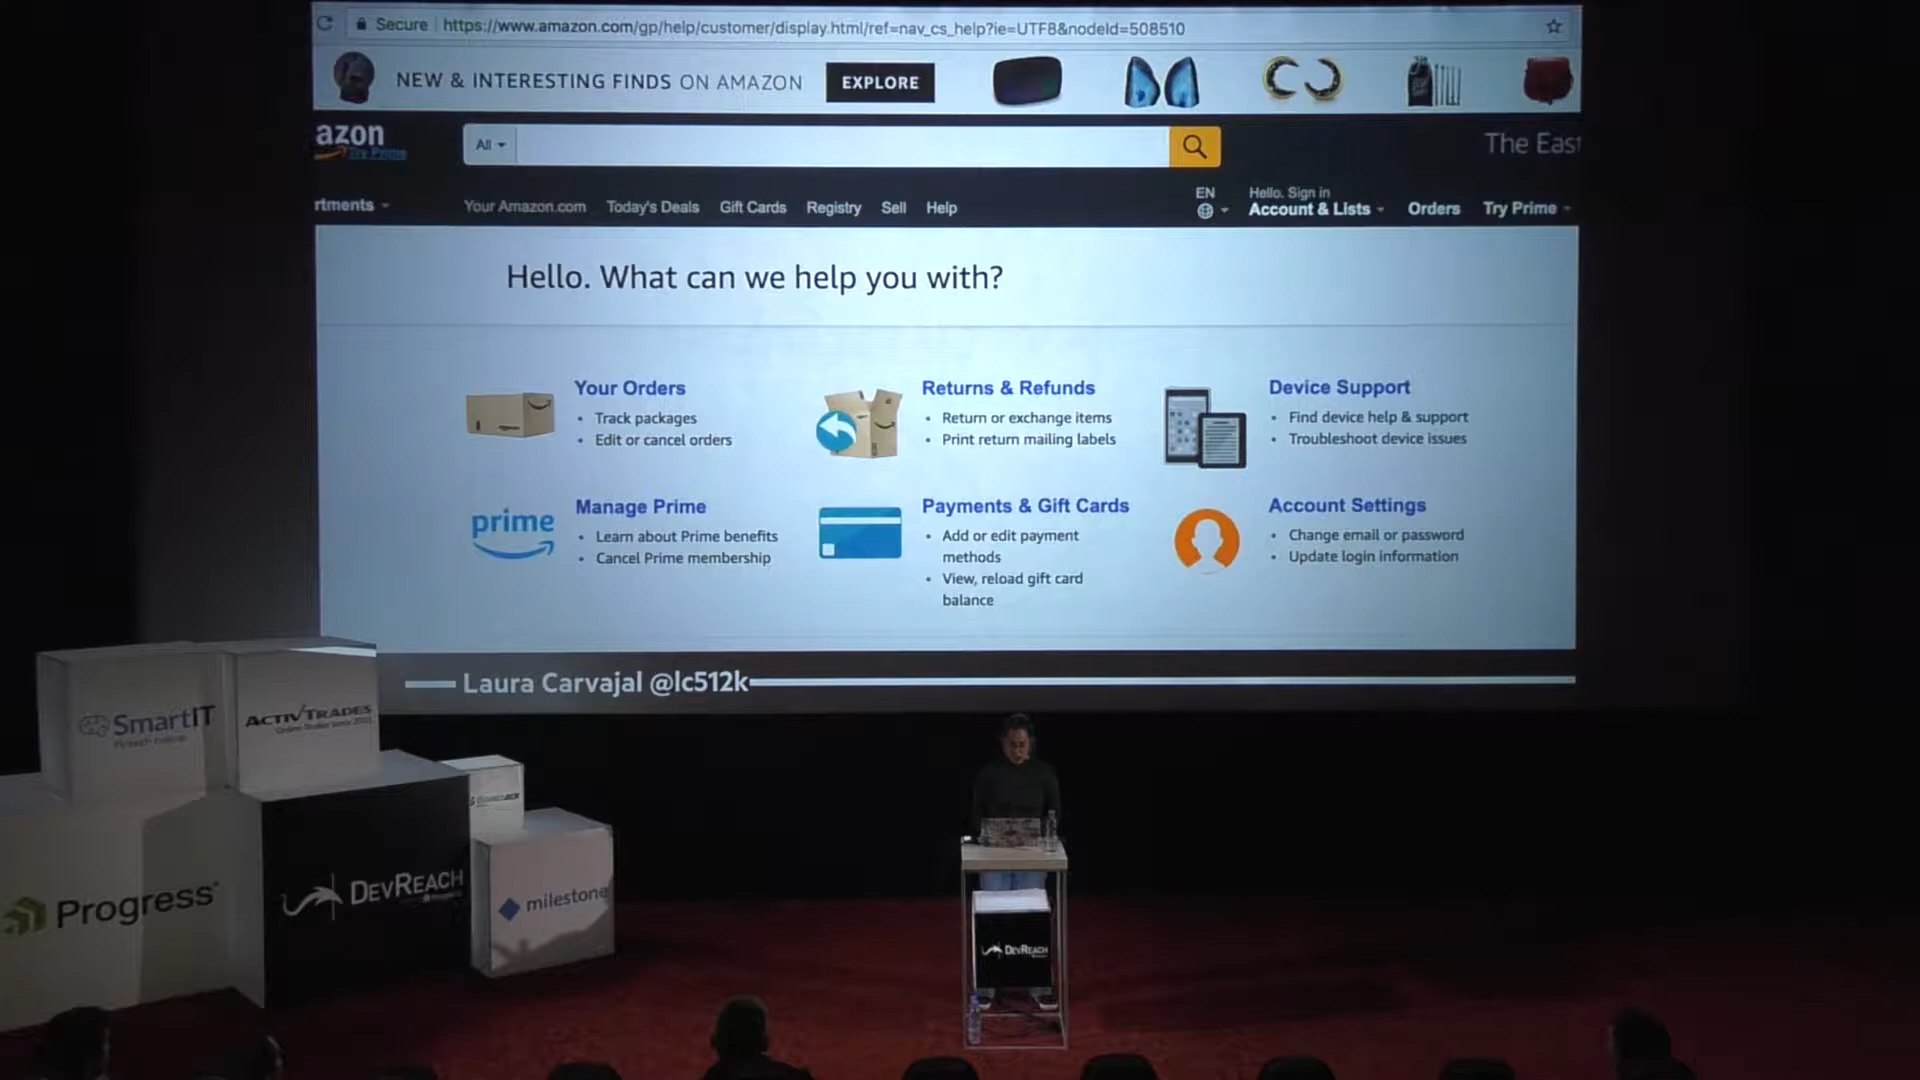 Secure
https://www.amazon.com/gp/help/customer/display.html/ref=nav_cs_help?ie=UTF8&nodeId=508510
NEW & INTERESTING FINDS ON AMAZON
EXPLORE
azon
Try Prime
All
The East
rtments
Your Amazon.com
Today's Deals
Gift Cards
Registry
Sell
Help
EN
Hello. Sign in
Account & Lists
Orders
Try Prime
Hello. What can we help you with?
Your Orders
• Track packages
• Edit or cancel orders
Returns & Refunds
• Return or exchange items
• Print return mailing labels
Device Support
• Find device help & support
• Troubleshoot device issues
prime
Manage Prime
• Learn about Prime benefits
• Cancel Prime membership
Payments & Gift Cards
• Add or edit payment
methods
• View, reload gift card
balance
Account Settings
• Change email or password
• Update login information
Laura Carvajal @lc512k
SmartIT
ACTIVTRADES
Progress
DEVREACH
milestone
DEVREACH